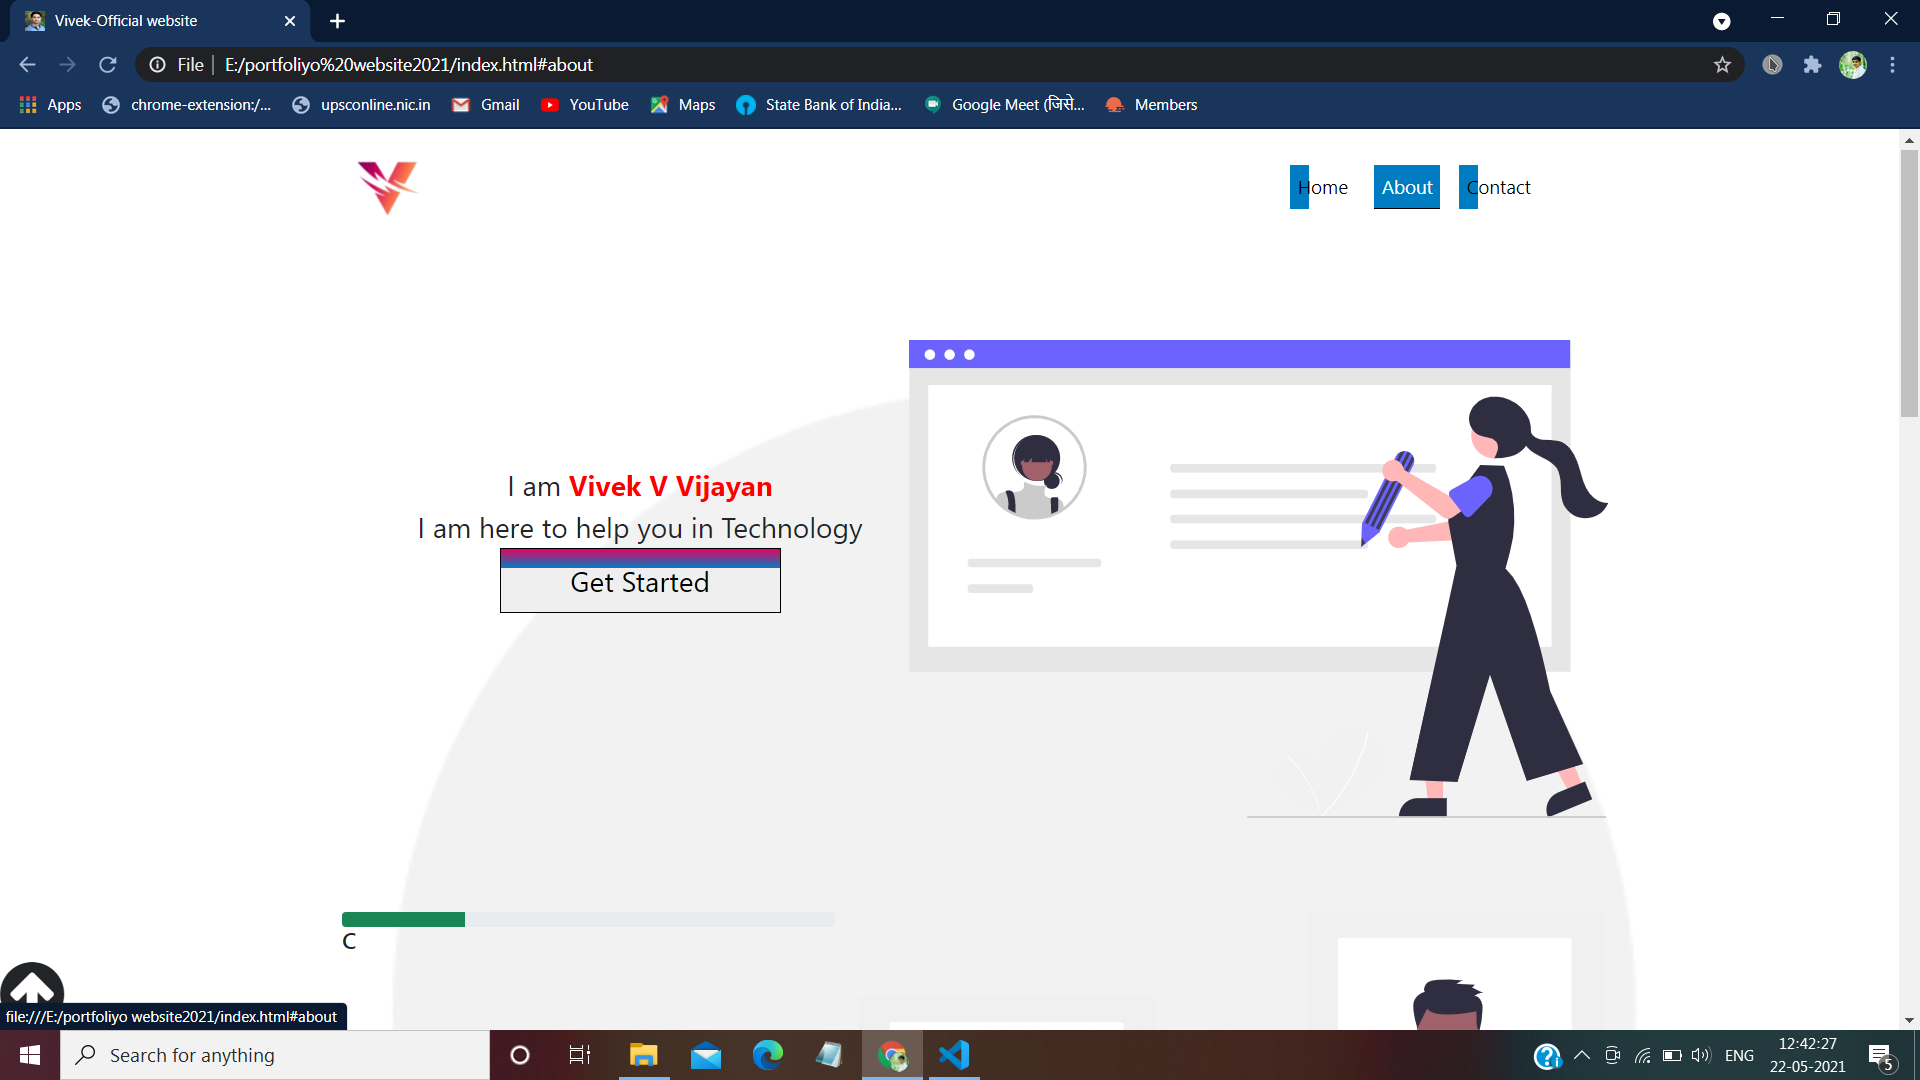 Vivek-Official website
File
E:/portfoliyo%20website2021/index.html#about
Apps
chrome-extension:/...
upsconline.nic.in
Gmail
YouTube
Maps
State Bank of India...
Google Meet (जिसे...
Members
Home
About
Contact
I am Vivek V Vijayan
I am here to help you in Technology
Get Started
C
file:///E:/portfoliyo website2021/index.html#about
Search for anything
ENG
12:42:27
22-05-2021
5